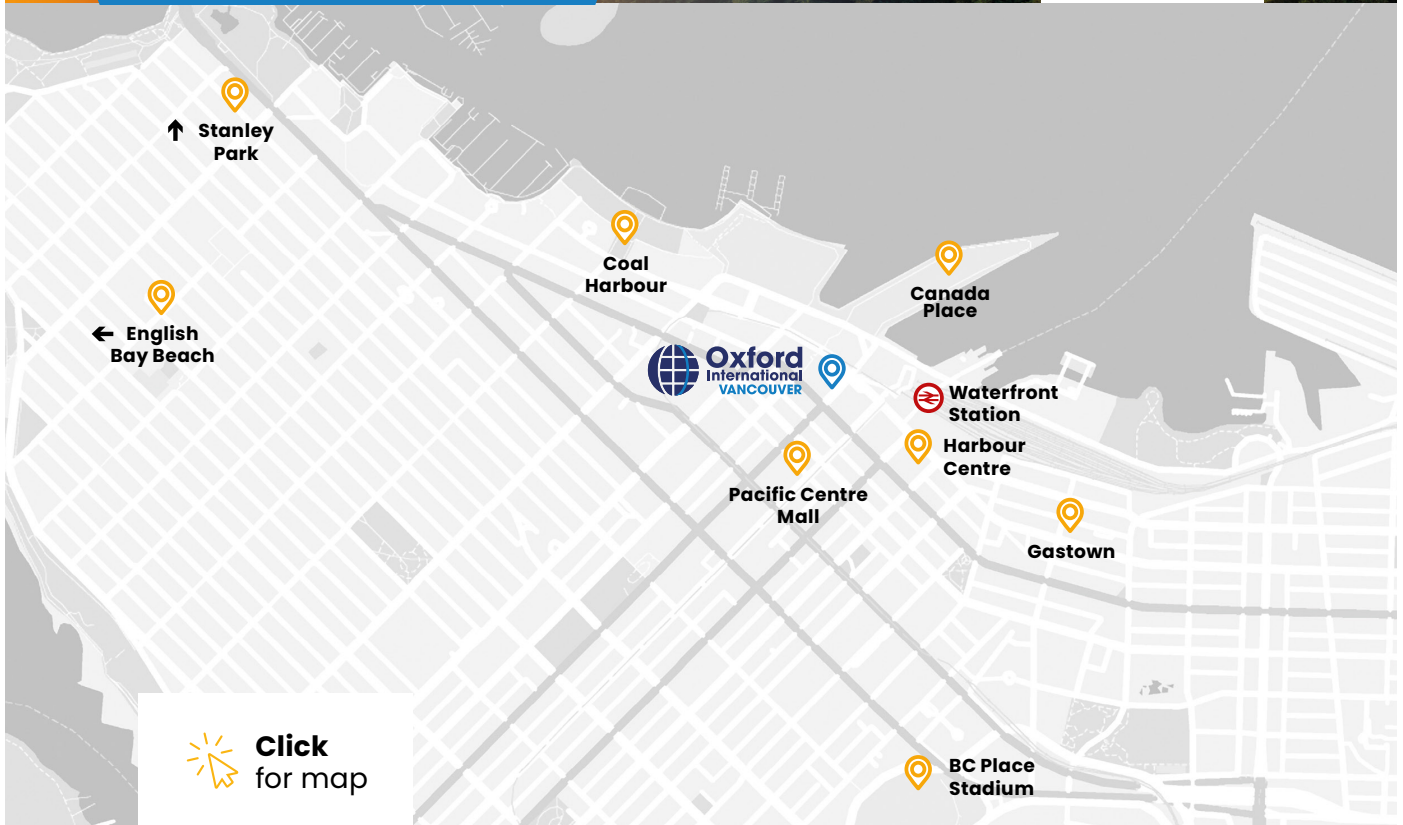 Stanley
Park
Coal
Harbour
Canada
Place
English
Bay Beach
Oxford
International
VANCOUVER
Waterfront
Station
Harbour
Centre
Pacific Centre
Mall
Gastown
Click
for map
BC Place
Stadium